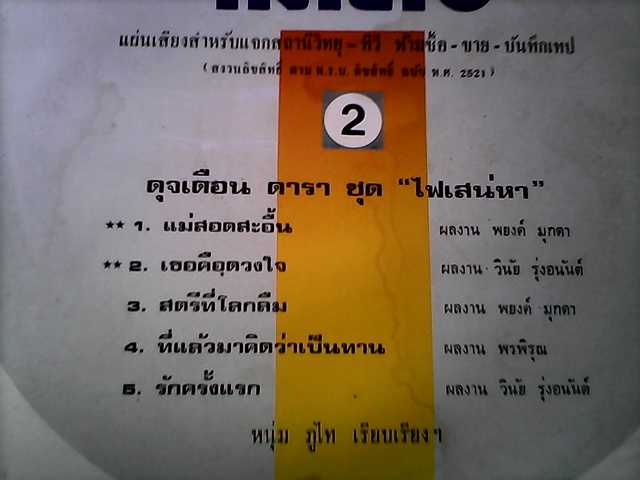 แผ่นเสียงสำหรับแจกสถานีวิทยุ - ทีวี ห้ามซื้อ - ขาย - บันทึกเทป
( สงวนลิขสิทธิ์ ตาม พ.ร.บ. ลิขสิทธิ์ ฉบับ พ.ศ. 2521 )
2
ดุจเดือน ดารา ชุด “ไฟเสน่หา”
** 1. แม่สอดสะอื้น ผลงาน พยงค์ มุกดา
** 2. เธอคือดวงใจ ผลงาน วินัย รุ่งอนันต์
3. สตรีที่โลกลืม ผลงาน พยงค์ มุกดา
4. ที่แล้วมาคิดว่าเป็นทาน ผลงาน พรพิรุณ
5. รักครั้งแรก ผลงาน วินัย รุ่งอนันต์
หนุ่ม ภูไท เรียบเรียงฯ